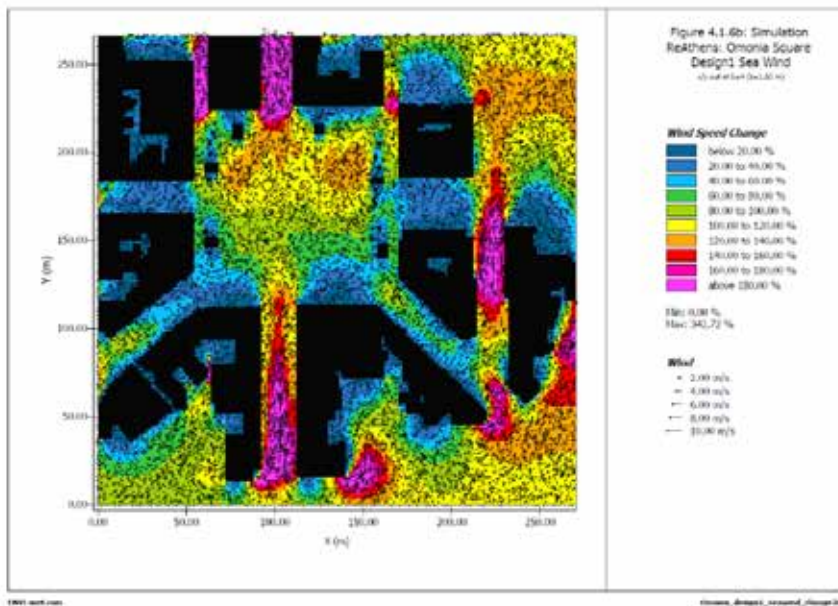 Figure 4.1.6b: Simulation
ReAthens: Omonia Square
Design1 Sea Wind
Wind Speed Change
below 20.00 %
20.00 to 40.00 %
40.00 to 60.00 %
60.00 to 80.00 %
80.00 to 100.00 %
100.00 to 120.00 %
120.00 to 140.00 %
140.00 to 160.00 %
160.00 to 180.00 %
above 180.00 %
Min: 0.00 %
Max: 342.72 %
Wind
2.00 m/s
4.00 m/s
6.00 m/s
8.00 m/s
10.00 m/s
250.00
200.00
150.00
100.00
50.00
0.00
Y (m)
0.00 50.00 100.00 150.00 200.00 250.00
X (m)